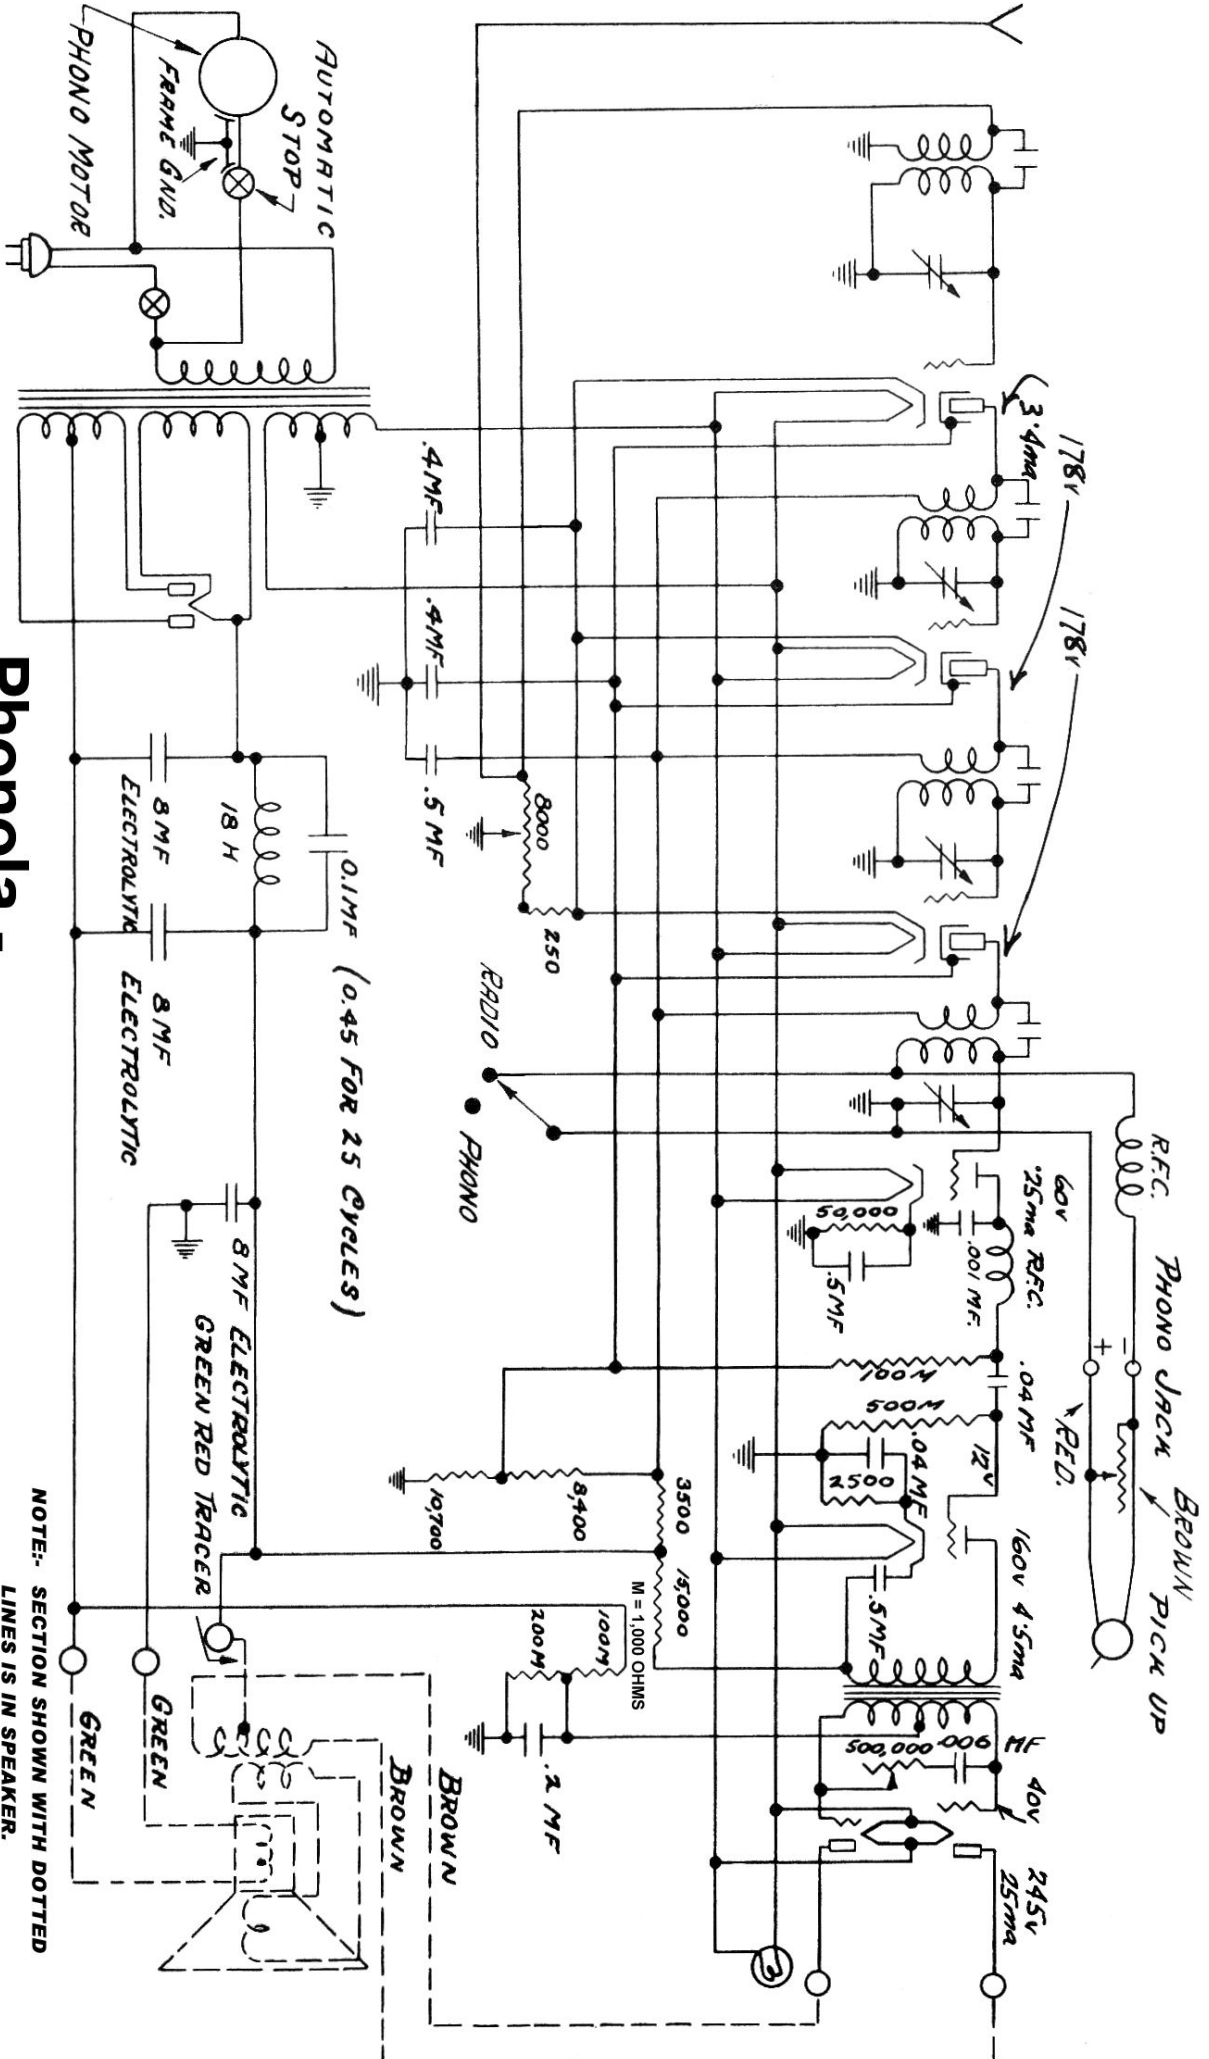 3.4ma
178v
178v
R.F.C.
PHONO JACK
BROWN
PICK UP
+
-
RED.
60v
.25ma
R.F.C.
.001 MF.
50,000
.5MF
.04 MF
100M
500M
12v
.04MF
2500
160v 4.5ma
.5MF
.006 MF
500,000
40v
245v
25ma
AUTOMATIC
STOP
FRAME GND.
PHONO MOTOR
.4MF
.4MF
.5 MF
8000
250
RADIO
PHONO
3500
15,000
8,400
10,700
M = 1,000 OHMS
100M
200M
.2 MF
0.1MF (0.45 FOR 25 CYCLES)
18 H
8 MF
ELECTROLYTIC
8 MF
ELECTROLYTIC
8 MF ELECTROLYTIC
GREEN RED TRACER
GREEN
GREEN
BROWN
BROWN
NOTE:- SECTION SHOWN WITH DOTTED
LINES IS IN SPEAKER.